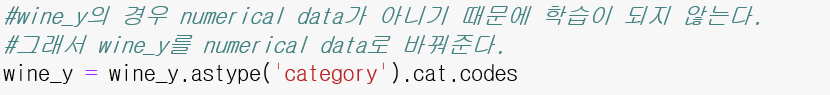 #wine_y의 경우 numerical data가 아니기 때문에 학습이 되지 않는다.
#그래서 wine_y를 numerical data로 바꿔준다.
wine_y = wine_y.astype('category').cat.codes